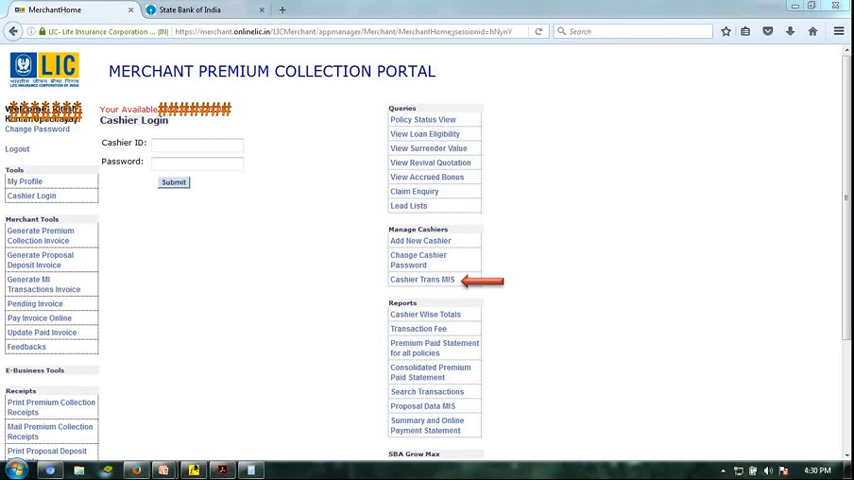 MerchantHome
State Bank of India
LIC- Life Insurance Corporation ... (IN)
https://merchant.onlinelic.in/LICMerchant/appmanager/Merchant/MerchantHome;jsessionid=hNynY
Search
LIC
LIFE INSURANCE CORPORATION OF INDIA
MERCHANT PREMIUM COLLECTION PORTAL
Welcome,
Change Password
Logout
Tools
My Profile
Cashier Login
Merchant Tools
Generate Premium
Collection Invoice
Generate Proposal
Deposit Invoice
Generate MI
Transactions Invoice
Pending Invoice
Pay Invoice Online
Update Paid Invoice
Feedbacks
E-Business Tools
Receipts
Print Premium Collection
Receipts
Mail Premium Collection
Receipts
Print Proposal Deposit
Your Available
Cashier Login
Cashier ID:
Password:
Submit
Queries
Policy Status View
View Loan Eligibility
View Surrender Value
View Revival Quotation
View Accrued Bonus
Claim Enquiry
Lead Lists
Manage Cashiers
Add New Cashier
Change Cashier
Password
Cashier Trans MIS
Reports
Cashier Wise Totals
Transaction Fee
Premium Paid Statement
for all policies
Consolidated Premium
Paid Statement
Search Transactions
Proposal Data MIS
Summary and Online
Payment Statement
SBA Grow Max
4:30 PM